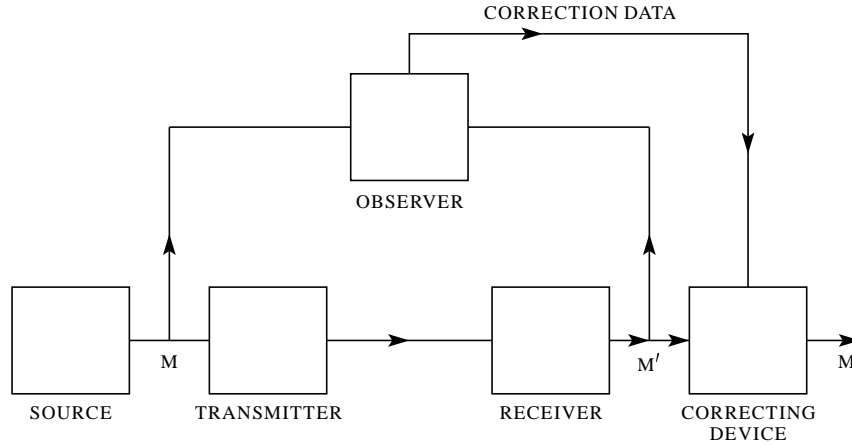 CORRECTION DATA
OBSERVER
M
M′
M
SOURCE
TRANSMITTER
RECEIVER
CORRECTING
DEVICE